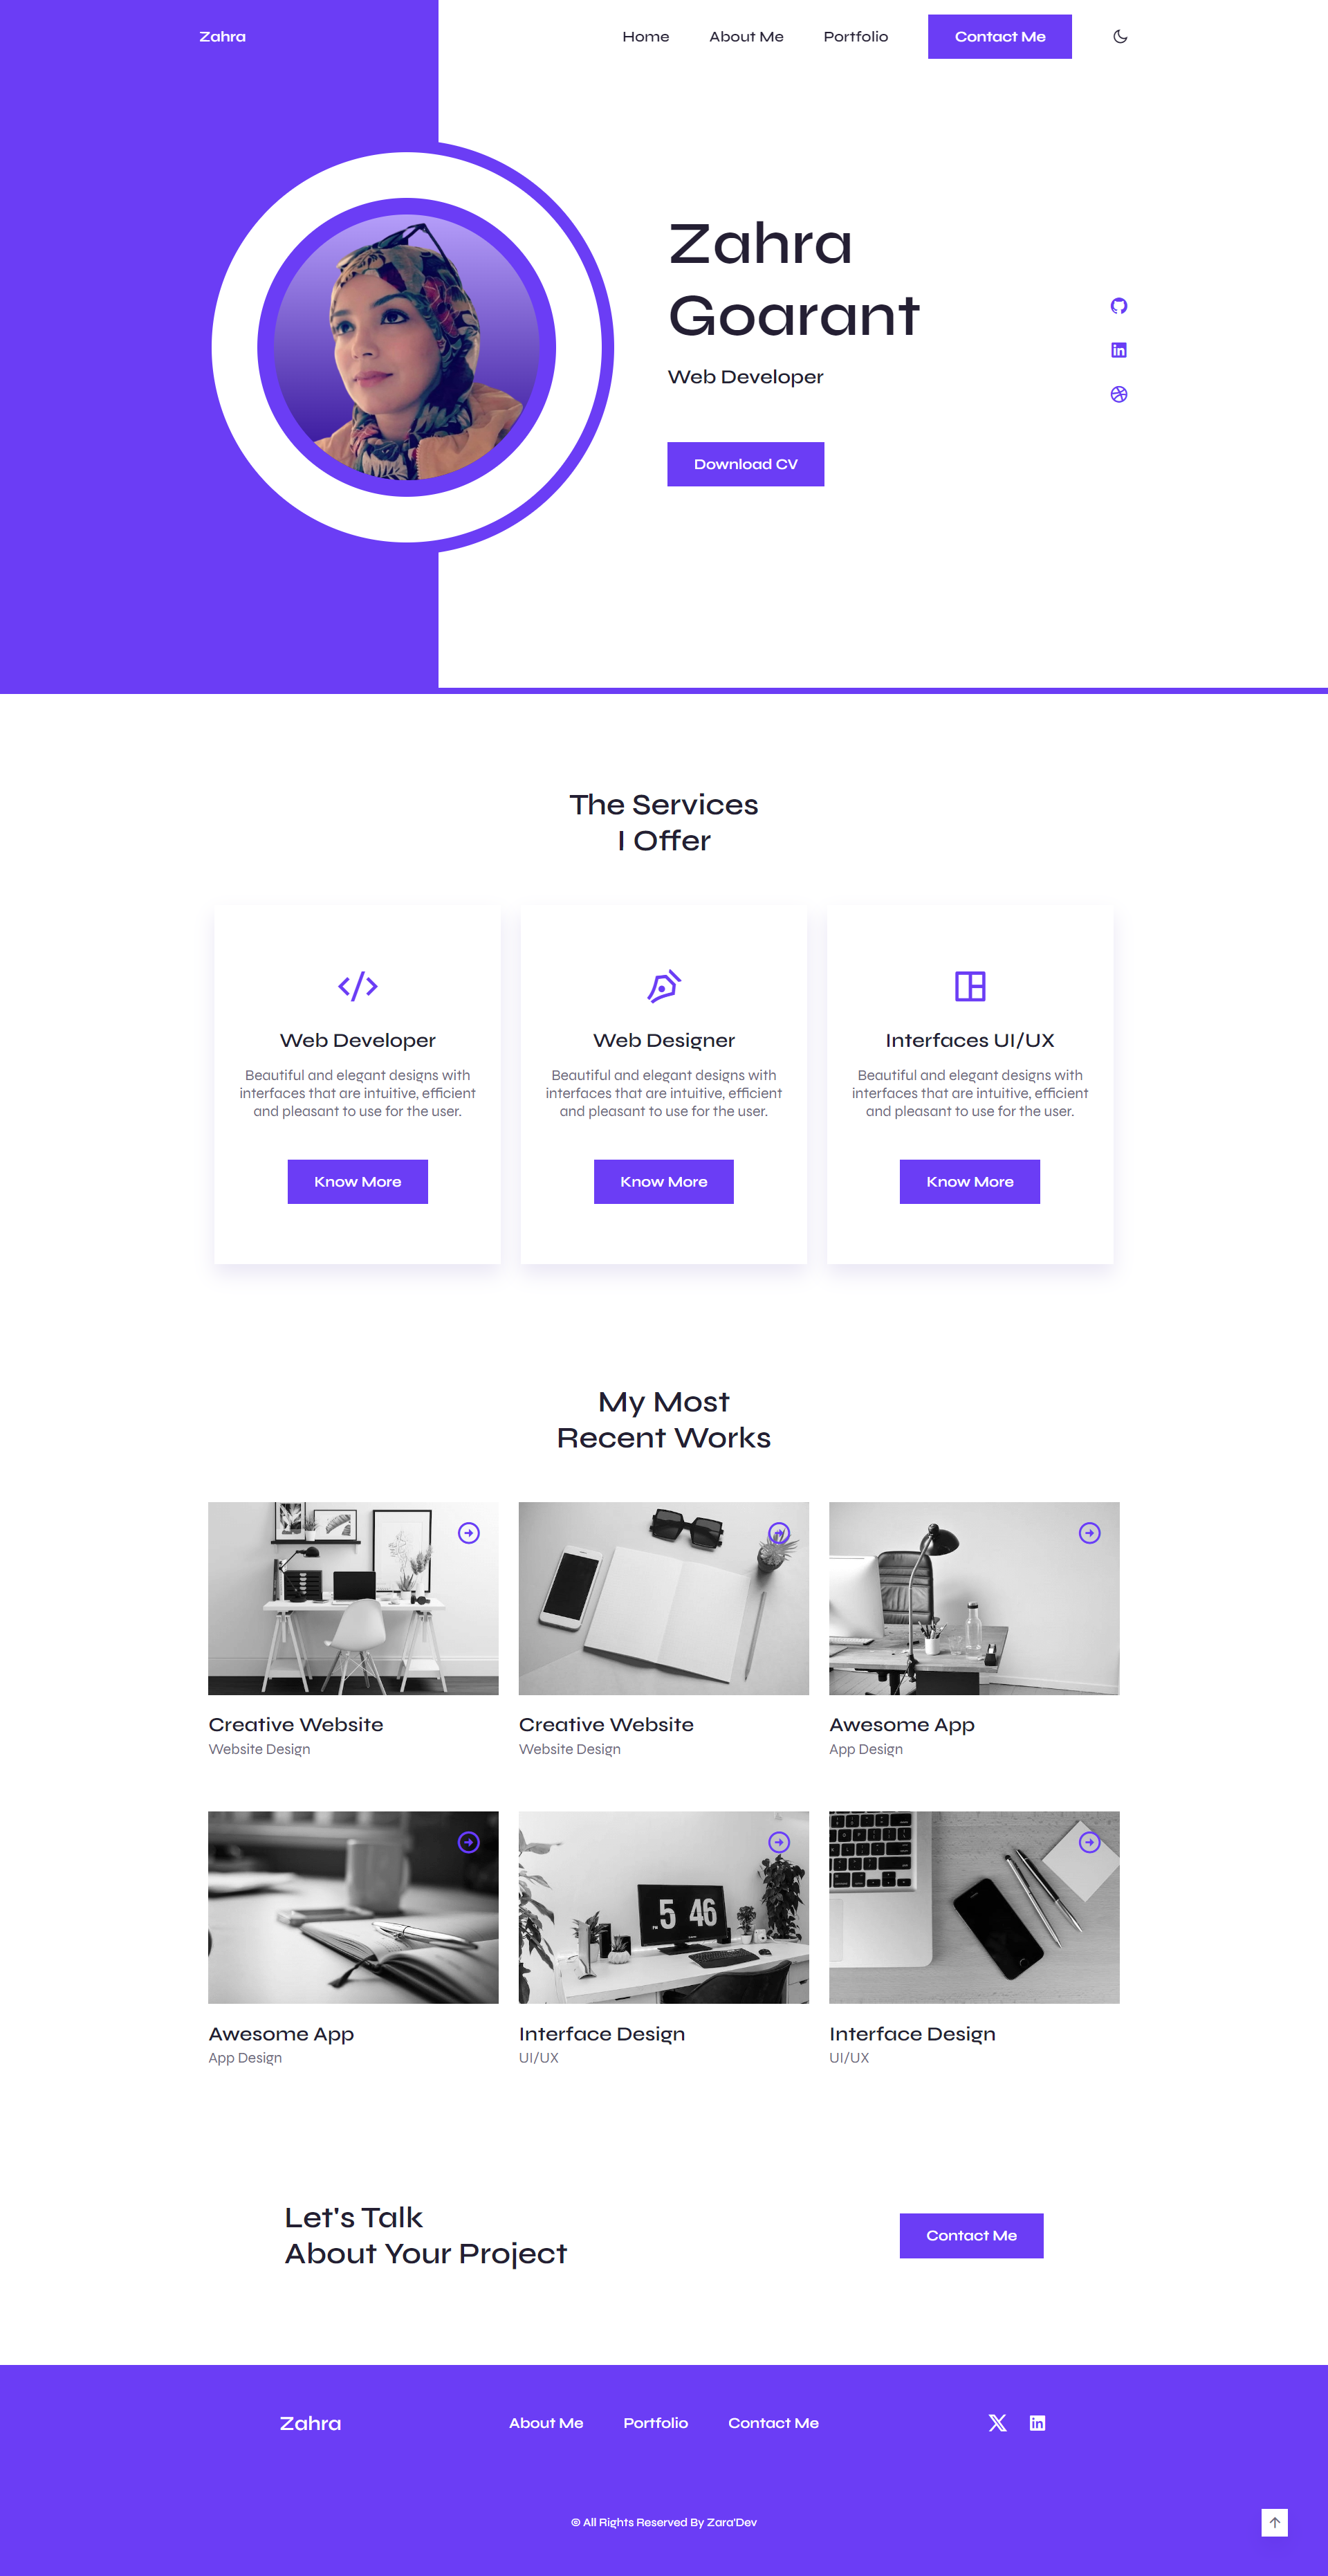 Zahra
Home
About Me
Portfolio
Contact Me
Zahra
Goarant
Web Developer
Download CV
The Services
I Offer
Web Developer
Beautiful and elegant designs with
interfaces that are intuitive, efficient
and pleasant to use for the user.
Know More
Web Designer
Beautiful and elegant designs with
interfaces that are intuitive, efficient
and pleasant to use for the user.
Know More
Interfaces UI/UX
Beautiful and elegant designs with
interfaces that are intuitive, efficient
and pleasant to use for the user.
Know More
My Most
Recent Works
Creative Website
Website Design
Creative Website
Website Design
Awesome App
App Design
Awesome App
App Design
PM 5 46
Interface Design
UI/UX
Interface Design
UI/UX
Let's Talk
About Your Project
Contact Me
Zahra
About Me
Portfolio
Contact Me
© All Rights Reserved By Zara'Dev